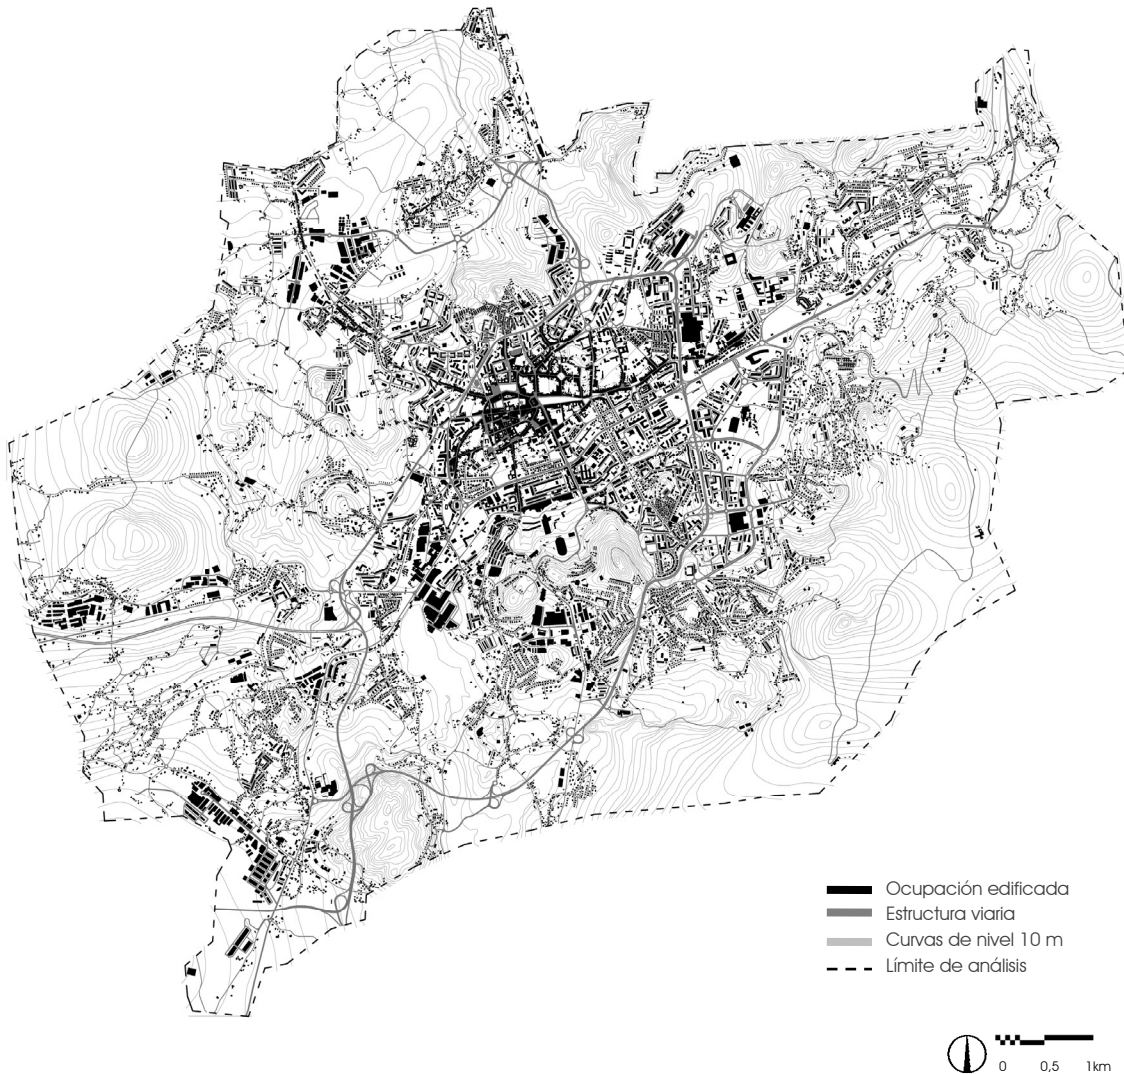 Ocupación edificada
Estructura viaria
Curvas de nivel 10 m
Límite de análisis
0 0,5 1km